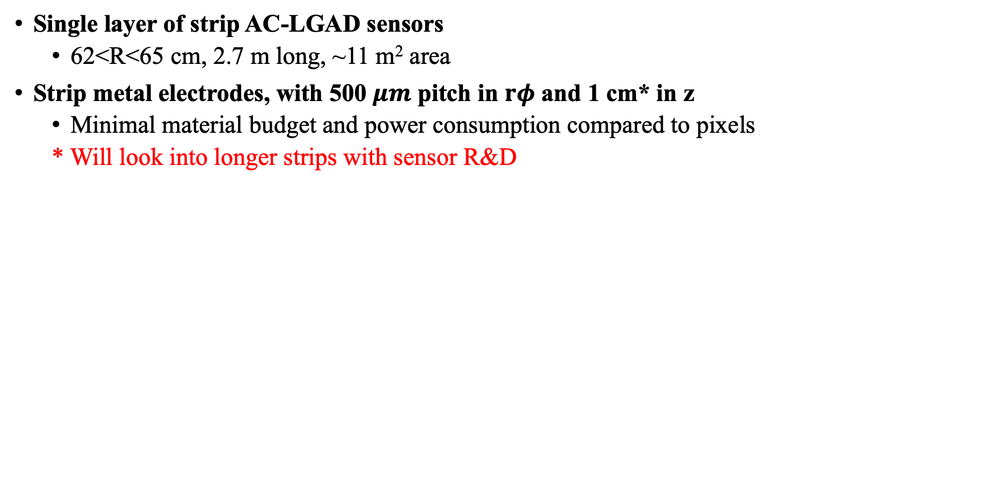 • Single layer of strip AC-LGAD sensors
• 62<R<65 cm, 2.7 m long, ~11 m² area
• Strip metal electrodes, with 500 𝝁𝒎 pitch in r𝝓 and 1 cm* in z
• Minimal material budget and power consumption compared to pixels
* Will look into longer strips with sensor R&D